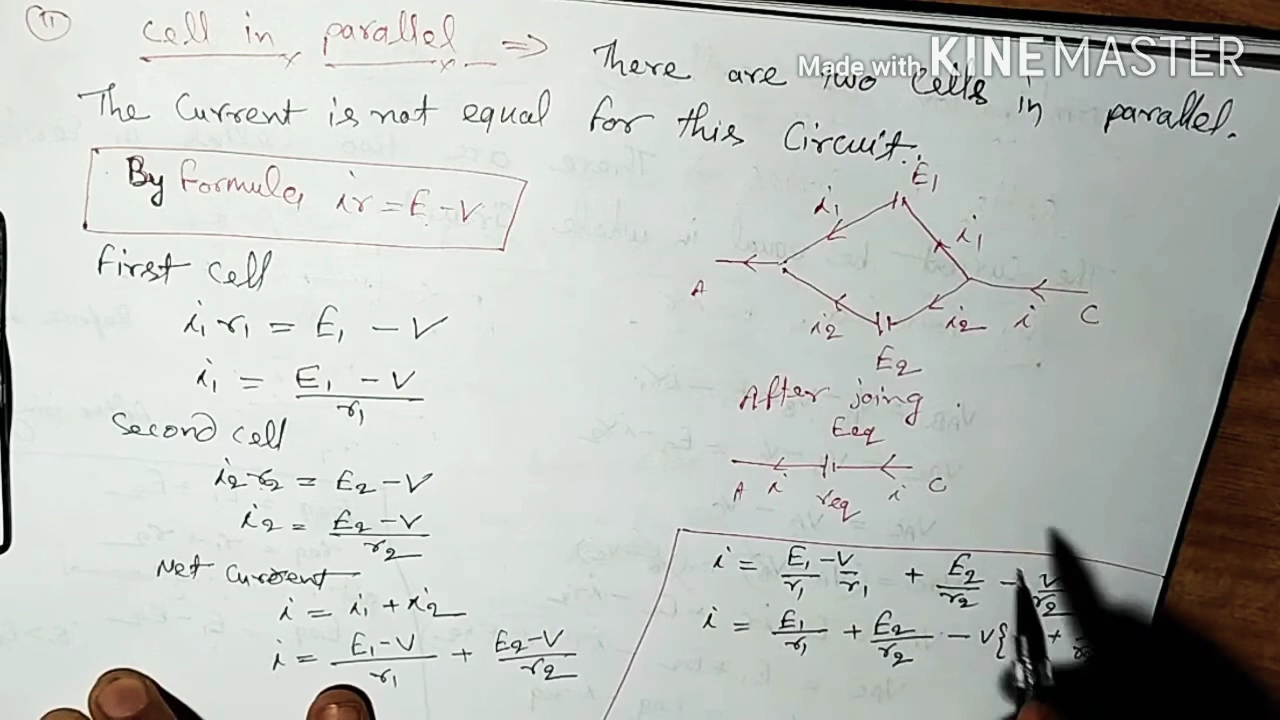 (11) Cell in parallel => There are two cells in parallel.
The Current is not equal for this Circuit.
Made with KINEMASTER
By formula, ir = E - V
first cell
i1 r1 = E1 - V
i1 = E1 - V / r1
Second cell
i2 r2 = E2 - V
i2 = E2 - V / r2
Net Current
i = i1 + i2
i = E1 - V / r1 + E2 - V / r2
E1
i1
i1
A
i2
i2
i
C
E2
After joing
Eeq
A
i
req
i
C
i = E1 / r1 - V / r1 + E2 / r2 - V / r2
i = E1 / r1 + E2 / r2 - V { +